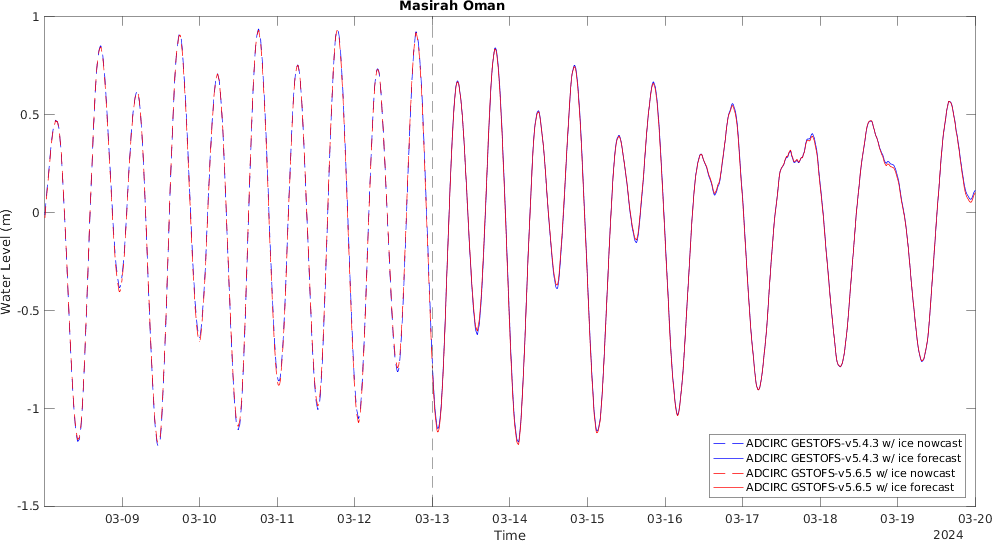 Masirah Oman
1
0.5
0
-0.5
-1
-1.5
Water Level (m)
ADCIRC GESTOFS-v5.4.3 w/ ice nowcast
ADCIRC GESTOFS-v5.4.3 w/ ice forecast
ADCIRC GSTOFS-v5.6.5 w/ ice nowcast
ADCIRC GSTOFS-v5.6.5 w/ ice forecast
03-09 03-10 03-11 03-12 03-13 03-14 03-15 03-16 03-17 03-18 03-19 03-20
Time
2024